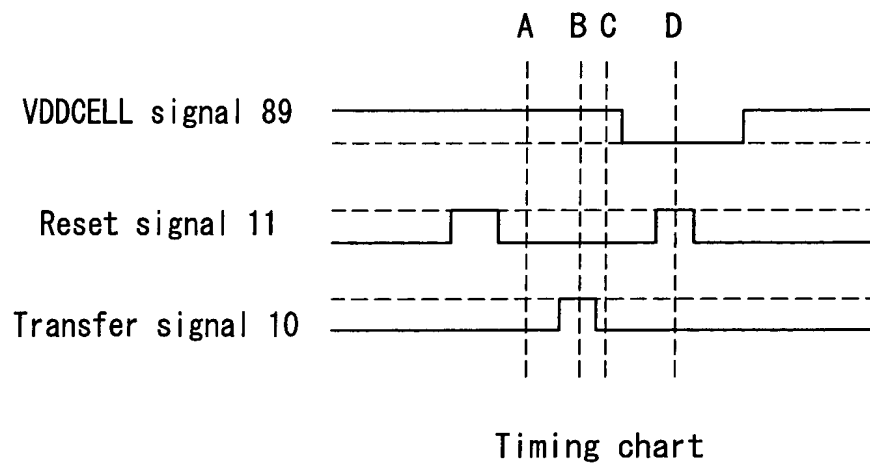 A B C D
VDDCELL signal 89
Reset signal 11
Transfer signal 10
Timing chart